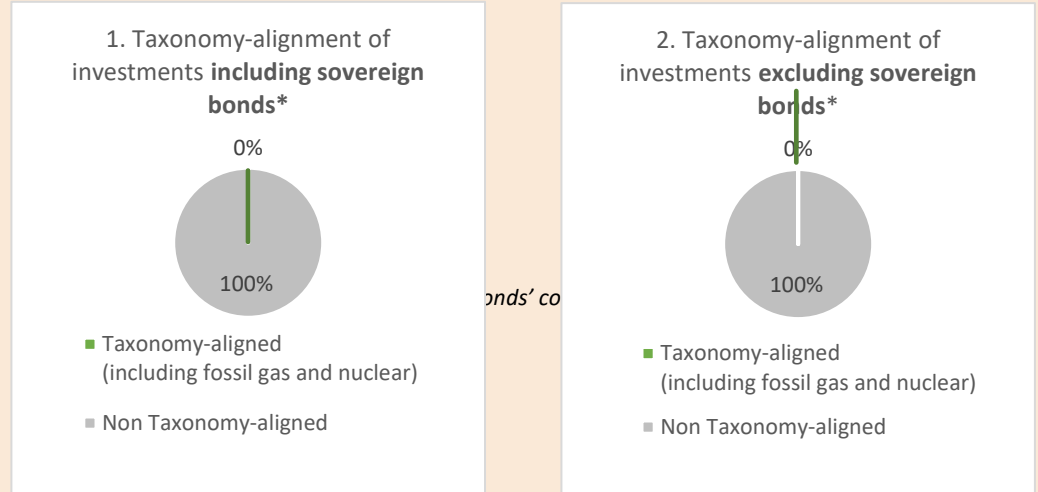 1. Taxonomy-alignment of
investments including sovereign
bonds*
0%
100%
Taxonomy-aligned
(including fossil gas and nuclear)
Non Taxonomy-aligned
onds’ co
2. Taxonomy-alignment of
investments excluding sovereign
bonds*
0%
100%
Taxonomy-aligned
(including fossil gas and nuclear)
Non Taxonomy-aligned